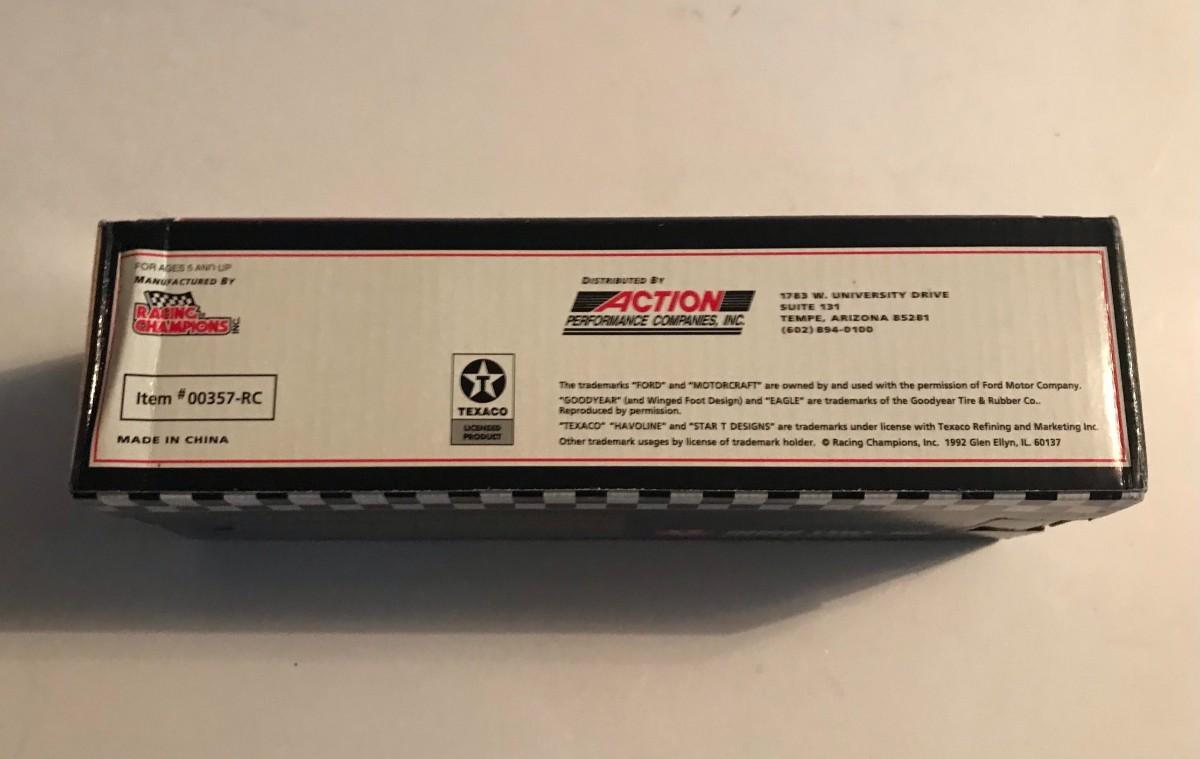 FOR AGES 5 AND UP
MANUFACTURED BY
RACING
CHAMPIONS INC.
Item #00357-RC
MADE IN CHINA
T
TEXACO
LICENSED
PRODUCT
DISTRIBUTED BY
ACTION
PERFORMANCE COMPANIES, INC.
1783 W. UNIVERSITY DRIVE
SUITE 131
TEMPE, ARIZONA 85281
(602) 894-0100
The trademarks "FORD" and "MOTORCRAFT" are owned by and used with the permission of Ford Motor Company.
"GOODYEAR" (and Winged Foot Design) and "EAGLE" are trademarks of the Goodyear Tire & Rubber Co..
Reproduced by permission.
"TEXACO" "HAVOLINE" and "STAR T DESIGNS" are trademarks under license with Texaco Refining and Marketing Inc.
Other trademark usages by license of trademark holder. © Racing Champions, Inc. 1992 Glen Ellyn, IL. 60137